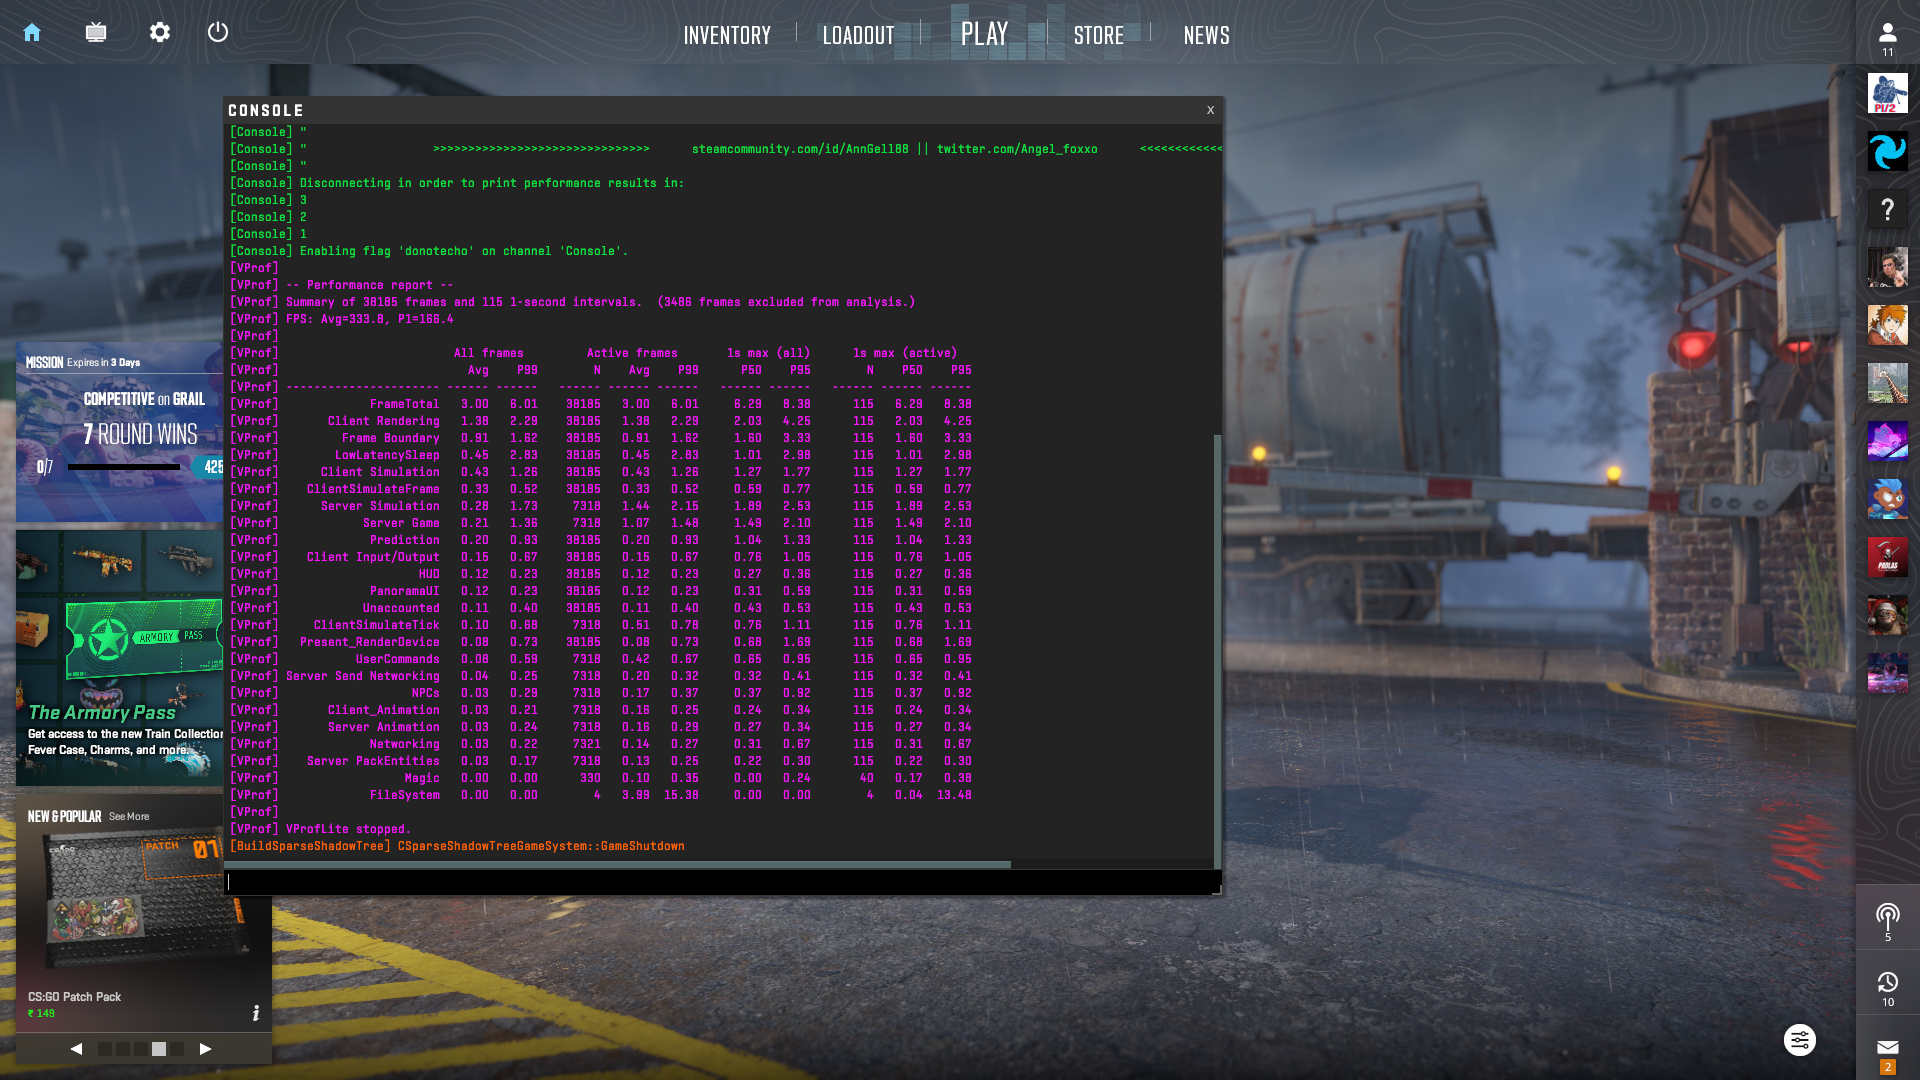 INVENTORY
LOADOUT
PLAY
STORE
NEWS
11
CONSOLE
X
[Console] "
[Console] " >>>>>>>>>>>>>>>>>>>>>>>>>>>>>>> steamcommunity.com/id/AnnGell88 || twitter.com/Angel_foxxo <<<<<<<<<<<<
[Console] "
[Console] Disconnecting in order to print performance results in:
[Console] 3
[Console] 2
[Console] 1
[Console] Enabling flag 'donotecho' on channel 'Console'.
[VProf]
[VProf] -- Performance report --
[VProf] Summary of 38185 frames and 115 1-second intervals. (3486 frames excluded from analysis.)
[VProf] FPS: Avg=333.8, P1=166.4
[VProf]
[VProf] All frames Active frames 1s max (all) 1s max (active)
[VProf] Avg P99 N Avg P99 P50 P95 N P50 P95
[VProf] ---------------------- ------ ------ ------ ------ ------ ------ ------ ------ ------ ------
[VProf] FrameTotal 3.00 6.01 38185 3.00 6.01 6.29 8.38 115 6.29 8.38
[VProf] Client Rendering 1.38 2.29 38185 1.38 2.29 2.03 4.25 115 2.03 4.25
[VProf] Frame Boundary 0.91 1.62 38185 0.91 1.62 1.60 3.33 115 1.60 3.33
[VProf] LowLatencySleep 0.45 2.83 38185 0.45 2.83 1.01 2.98 115 1.01 2.98
[VProf] Client Simulation 0.43 1.26 38185 0.43 1.26 1.27 1.77 115 1.27 1.77
[VProf] ClientSimulateFrame 0.33 0.52 38185 0.33 0.52 0.59 0.77 115 0.59 0.77
[VProf] Server Simulation 0.28 1.73 7318 1.44 2.15 1.89 2.53 115 1.89 2.53
[VProf] Server Game 0.21 1.36 7318 1.07 1.48 1.49 2.10 115 1.49 2.10
[VProf] Prediction 0.20 0.93 38185 0.20 0.93 1.04 1.33 115 1.04 1.33
[VProf] Client Input/Output 0.15 0.67 38185 0.15 0.67 0.76 1.05 115 0.76 1.05
[VProf] HUD 0.12 0.23 38185 0.12 0.23 0.27 0.36 115 0.27 0.36
[VProf] PanoramaUI 0.12 0.23 38185 0.12 0.23 0.31 0.59 115 0.31 0.59
[VProf] Unaccounted 0.11 0.40 38185 0.11 0.40 0.43 0.53 115 0.43 0.53
[VProf] ClientSimulateTick 0.10 0.68 7318 0.51 0.78 0.76 1.11 115 0.76 1.11
[VProf] Present_RenderDevice 0.08 0.73 38185 0.08 0.73 0.68 1.69 115 0.68 1.69
[VProf] UserCommands 0.08 0.59 7318 0.42 0.67 0.65 0.95 115 0.65 0.95
[VProf] Server Send Networking 0.04 0.25 7318 0.20 0.32 0.32 0.41 115 0.32 0.41
[VProf] NPCs 0.03 0.29 7318 0.17 0.37 0.37 0.92 115 0.37 0.92
[VProf] Client_Animation 0.03 0.21 7318 0.16 0.25 0.24 0.34 115 0.24 0.34
[VProf] Server Animation 0.03 0.24 7318 0.16 0.29 0.27 0.34 115 0.27 0.34
[VProf] Networking 0.03 0.22 7321 0.14 0.27 0.31 0.67 115 0.31 0.67
[VProf] Server PackEntities 0.03 0.17 7318 0.13 0.25 0.22 0.30 115 0.22 0.30
[VProf] Magic 0.00 0.00 330 0.10 0.35 0.00 0.24 40 0.17 0.38
[VProf] FileSystem 0.00 0.00 4 3.99 15.38 0.00 0.00 4 0.04 13.48
[VProf]
[VProf] VProfLite stopped.
[BuildSparseShadowTree] CSparseShadowTreeGameSystem::GameShutdown
MISSION Expires in 3 Days
COMPETITIVE on GRAIL
7 ROUND WINS
0/7
425
ARMORY PASS
The Armory Pass
Get access to the new Train Collection
Fever Case, Charms, and more.
NEW & POPULAR See More
PATCH 01
CS:GO Patch Pack
₹ 149
i
PI/2
?
5
10
2